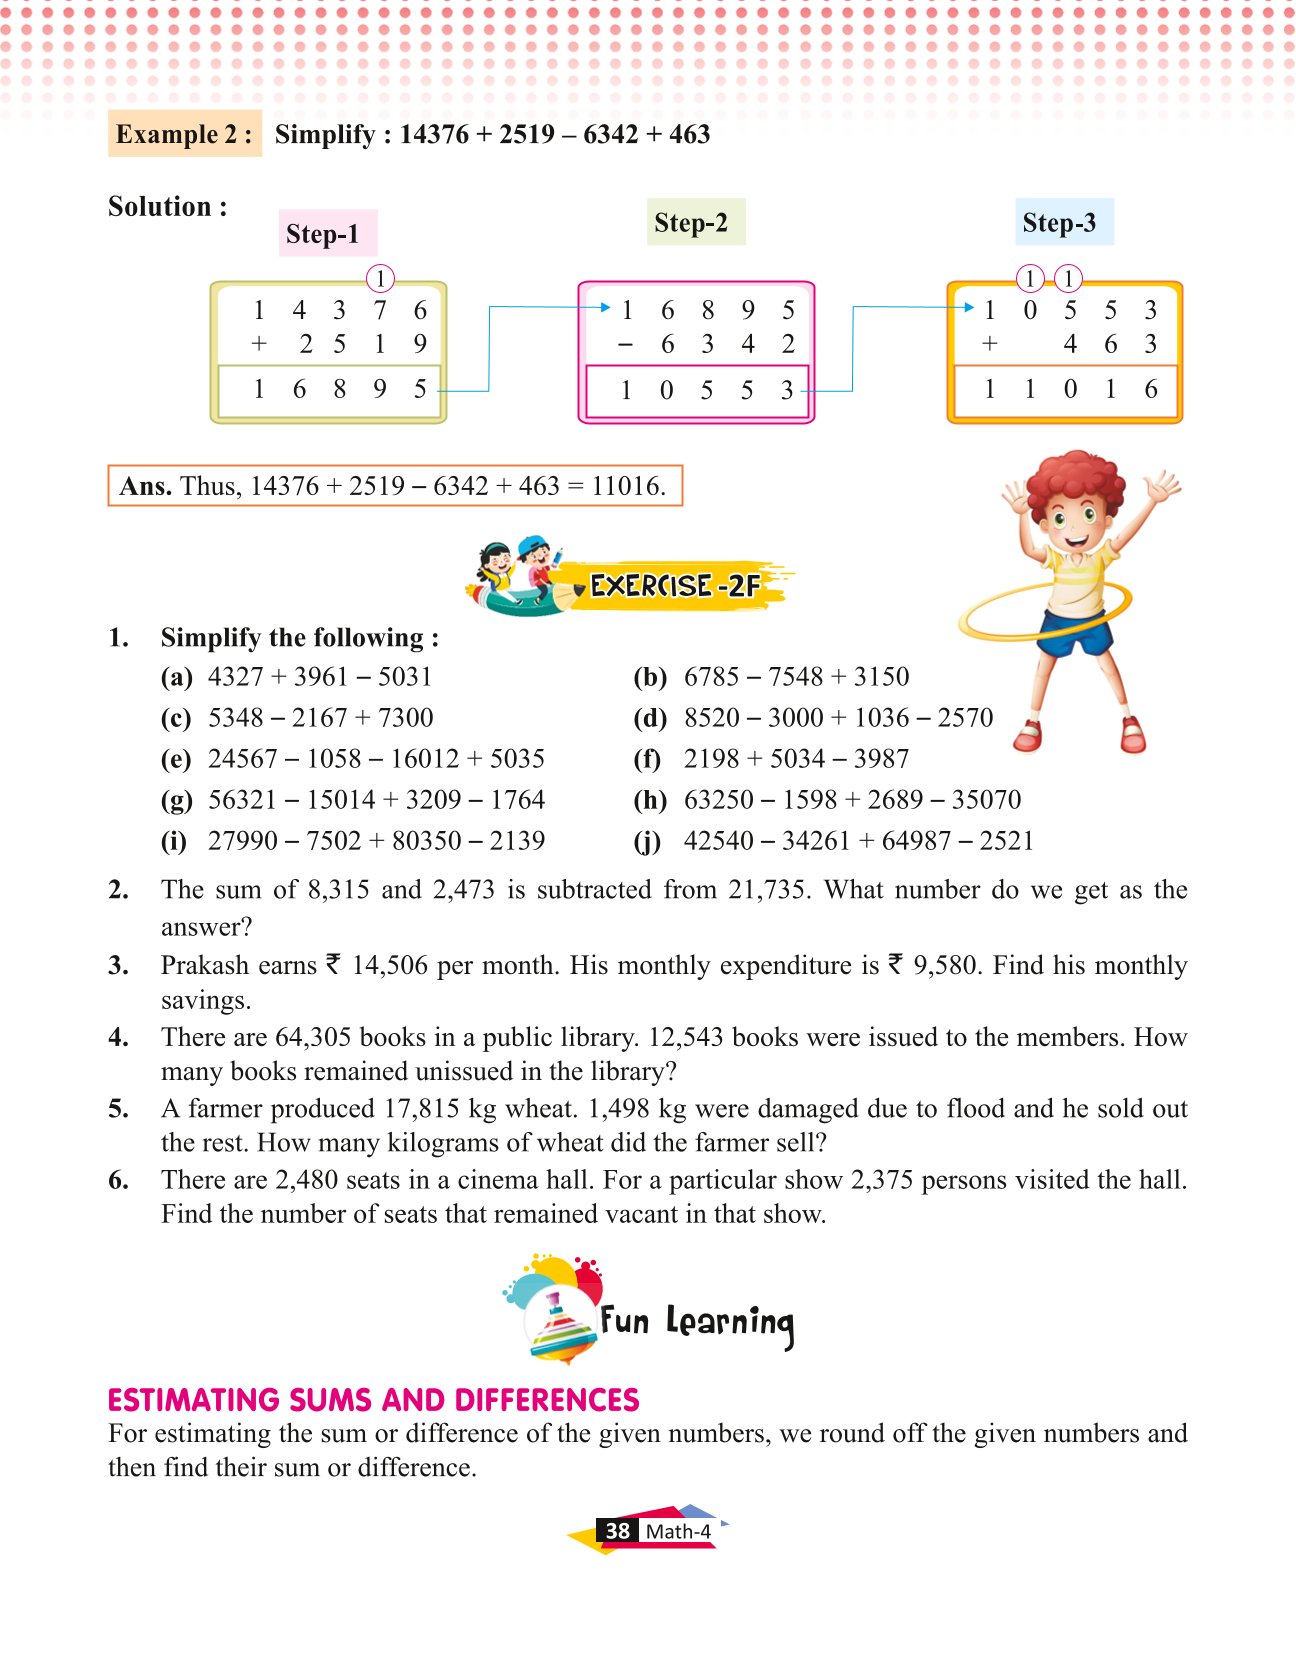 Example 2 : Simplify : 14376 + 2519 – 6342 + 463
Solution :
Step-1
1
1 4 3 7 6
+ 2 5 1 9
1 6 8 9 5
Step-2
1 6 8 9 5
– 6 3 4 2
1 0 5 5 3
Step-3
1 1
1 0 5 5 3
+ 4 6 3
1 1 0 1 6
Ans. Thus, 14376 + 2519 – 6342 + 463 = 11016.
EXERCISE -2F
1. Simplify the following :
(a) 4327 + 3961 – 5031 (b) 6785 – 7548 + 3150
(c) 5348 – 2167 + 7300 (d) 8520 – 3000 + 1036 – 2570
(e) 24567 – 1058 – 16012 + 5035 (f) 2198 + 5034 – 3987
(g) 56321 – 15014 + 3209 – 1764 (h) 63250 – 1598 + 2689 – 35070
(i) 27990 – 7502 + 80350 – 2139 (j) 42540 – 34261 + 64987 – 2521
2. The sum of 8,315 and 2,473 is subtracted from 21,735. What number do we get as the
answer?
3. Prakash earns ₹ 14,506 per month. His monthly expenditure is ₹ 9,580. Find his monthly
savings.
4. There are 64,305 books in a public library. 12,543 books were issued to the members. How
many books remained unissued in the library?
5. A farmer produced 17,815 kg wheat. 1,498 kg were damaged due to flood and he sold out
the rest. How many kilograms of wheat did the farmer sell?
6. There are 2,480 seats in a cinema hall. For a particular show 2,375 persons visited the hall.
Find the number of seats that remained vacant in that show.
Fun Learning
ESTIMATING SUMS AND DIFFERENCES
For estimating the sum or difference of the given numbers, we round off the given numbers and
then find their sum or difference.
38 Math-4